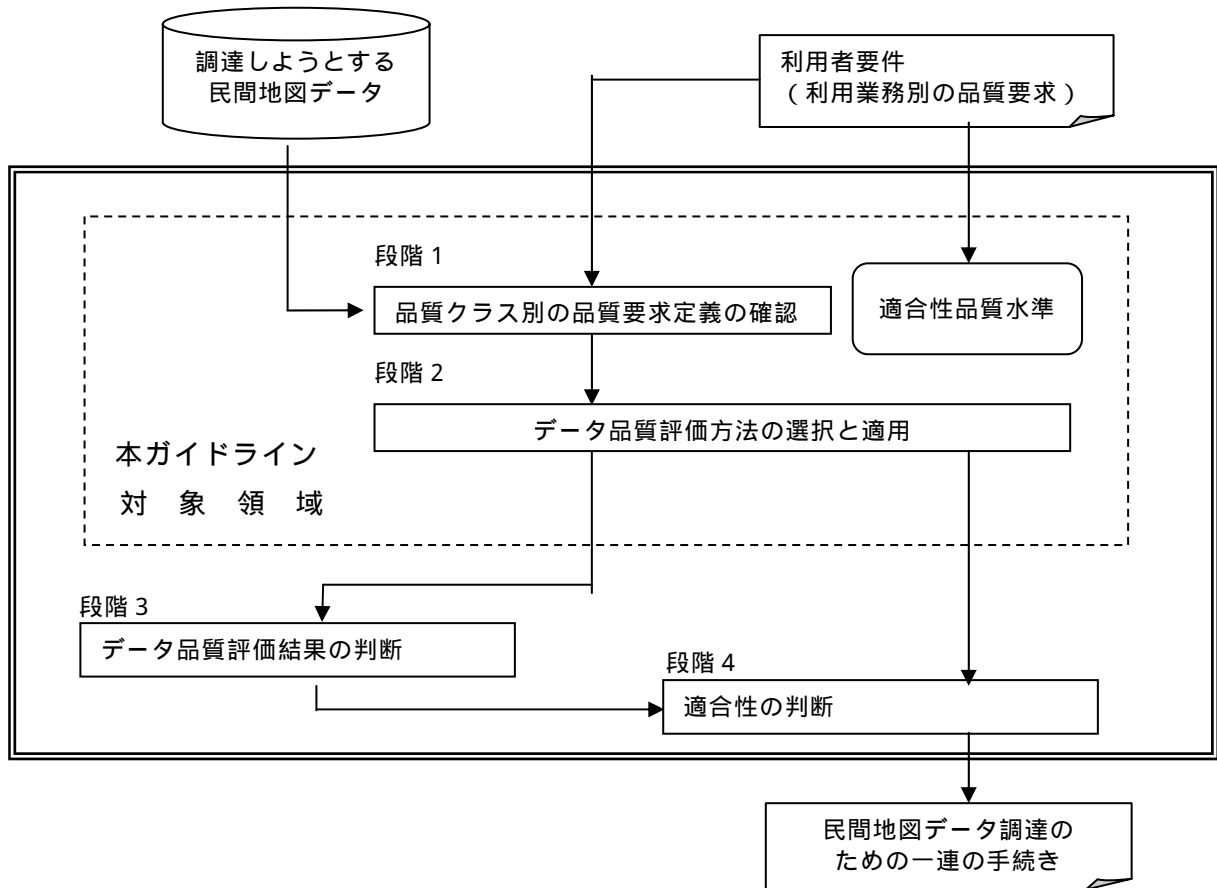 調達しようとする
民間地図データ
利用者要件
(利用業務別の品質要求)
段階1
品質クラス別の品質要求定義の確認
適合性品質水準
段階2
データ品質評価方法の選択と適用
本ガイドライン
対象領域
段階3
データ品質評価結果の判断
段階4
適合性の判断
民間地図データ調達の
ための一連の手続き